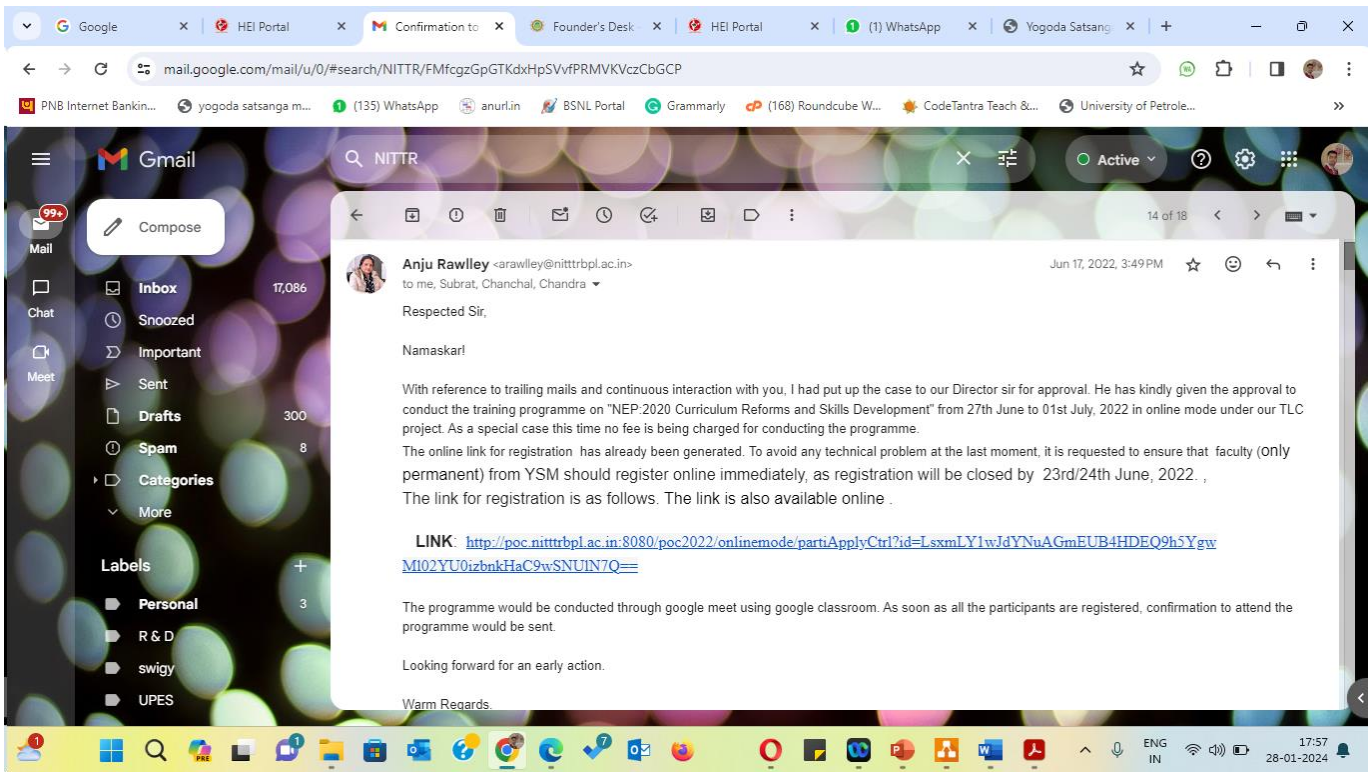 Google
HEI Portal
Confirmation to
Founder's Desk -
HEI Portal
(1) WhatsApp
Yogoda Satsang
mail.google.com/mail/u/0/#search/NITTR/FMfcgzGpGTKdxHpSVvfPRMVKVczCbGCP
PNB Internet Bankin...
yogoda satsanga m...
(135) WhatsApp
anurl.in
BSNL Portal
Grammarly
(168) Roundcube W...
CodeTantra Teach &...
University of Petrole...
Gmail
NITTR
Active
99+
Mail
Chat
Meet
Compose
Inbox 17,086
Snoozed
Important
Sent
Drafts 300
Spam 8
Categories
More
Labels
Personal 3
R & D
swigy
UPES
14 of 18
Anju Rawlley <arawlley@nitttrbpl.ac.in>
Jun 17, 2022, 3:49 PM
to me, Subrat, Chanchal, Chandra
Respected Sir,
Namaskar!
With reference to trailing mails and continuous interaction with you, I had put up the case to our Director sir for approval. He has kindly given the approval to
conduct the training programme on "NEP:2020 Curriculum Reforms and Skills Development" from 27th June to 01st July, 2022 in online mode under our TLC
project. As a special case this time no fee is being charged for conducting the programme.
The online link for registration has already been generated. To avoid any technical problem at the last moment, it is requested to ensure that faculty (only
permanent) from YSM should register online immediately, as registration will be closed by 23rd/24th June, 2022. ,
The link for registration is as follows. The link is also available online .
LINK: http://poc.nitttrbpl.ac.in:8080/poc2022/onlinemode/partiApplyCtrl?id=LsxmLY1wJdYNuAGmEUB4HDEQ9h5Ygw
Ml02YU0izbnkHaC9wSNUlN7Q==
The programme would be conducted through google meet using google classroom. As soon as all the participants are registered, confirmation to attend the
programme would be sent.
Looking forward for an early action.
Warm Regards.
1
PRE
1
7
ENG
IN
17:57
28-01-2024